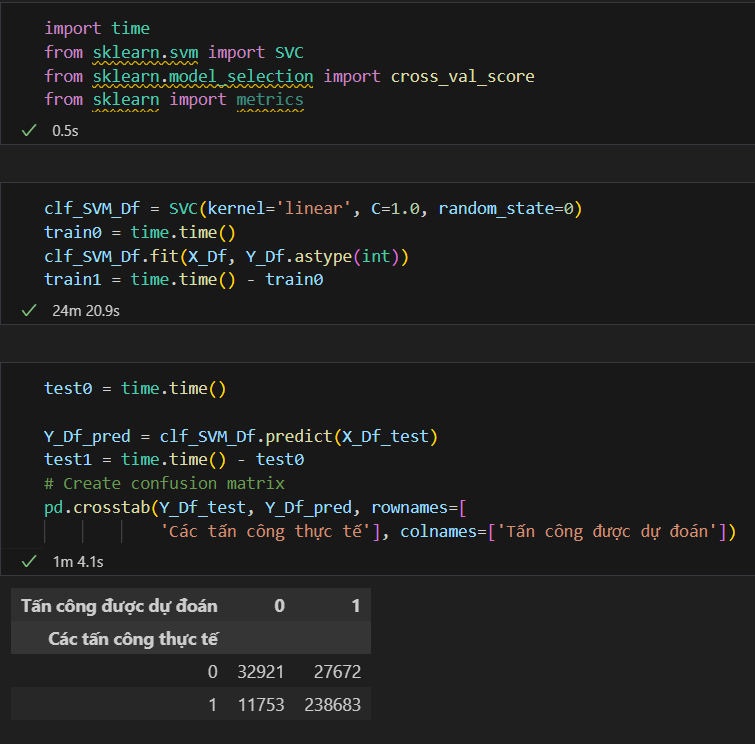 import time
from sklearn.svm import SVC
from sklearn.model_selection import cross_val_score
from sklearn import metrics
0.5s
clf_SVM_Df = SVC(kernel='linear', C=1.0, random_state=0)
train0 = time.time()
clf_SVM_Df.fit(X_Df, Y_Df.astype(int))
train1 = time.time() - train0
24m 20.9s
test0 = time.time()
Y_Df_pred = clf_SVM_Df.predict(X_Df_test)
test1 = time.time() - test0
# Create confusion matrix
pd.crosstab(Y_Df_test, Y_Df_pred, rownames=[
'Các tấn công thực tế'], colnames=['Tấn công được dự đoán'])
1m 4.1s
Tấn công được dự đoán 0 1
Các tấn công thực tế
0 32921 27672
1 11753 238683